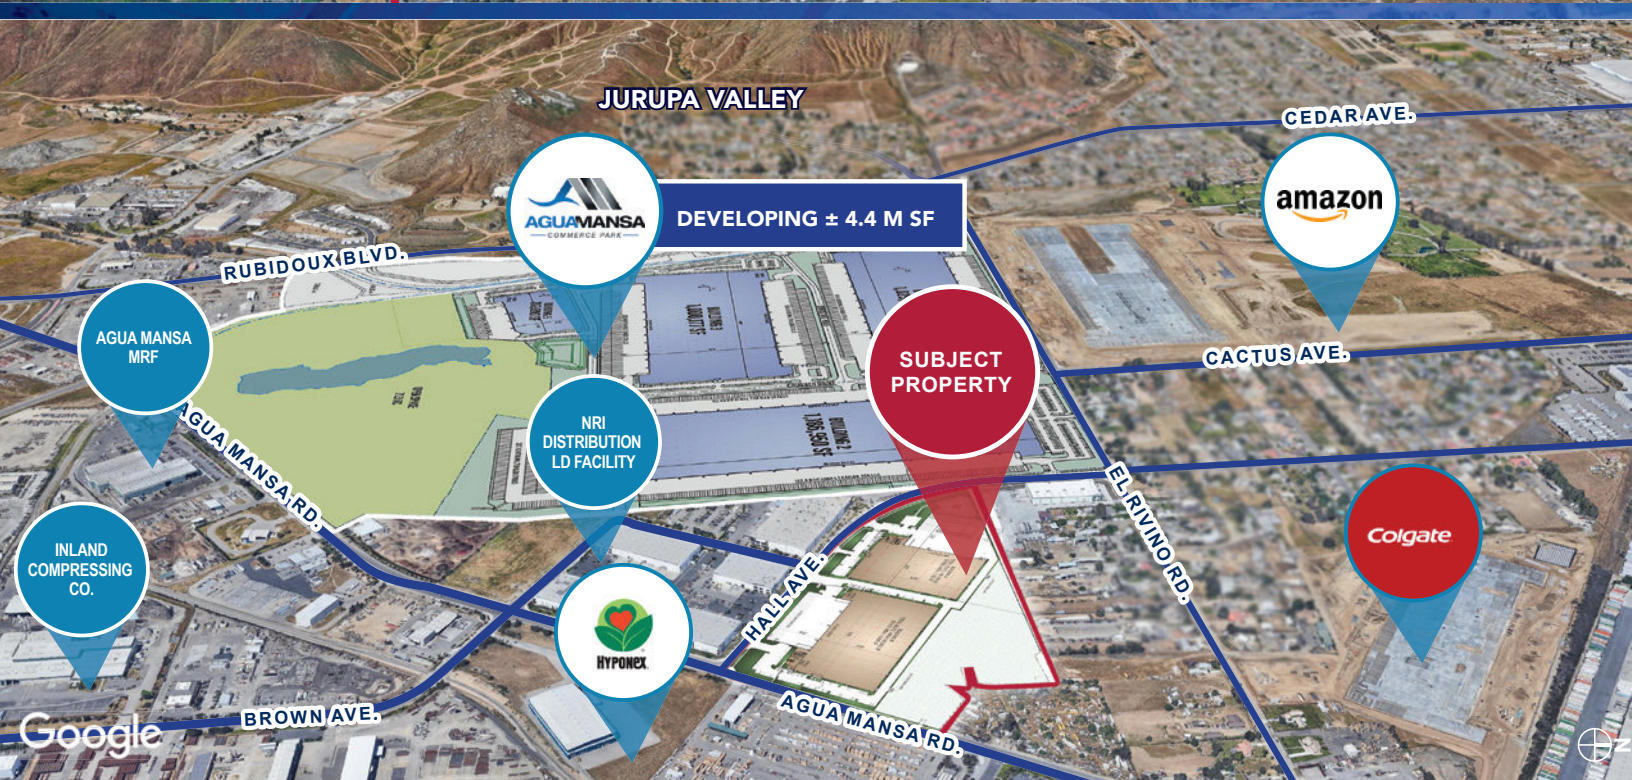 JURUPA VALLEY
CEDAR AVE.
amazon
AGUAMANSA
COMMERCE PARK
DEVELOPING ± 4.4 M SF
RUBIDOUX BLVD.
AGUA MANSA
MRF
SUBJECT
PROPERTY
CACTUS AVE.
BUILDING 2
AGUA MANSA RD.
NRI
DISTRIBUTION
LD FACILITY
EL RIVINO RD.
Colgate
INLAND
COMPRESSING
CO.
HALL AVE.
HYPONEX
BROWN AVE.
AGUA MANSA RD.
Google
N